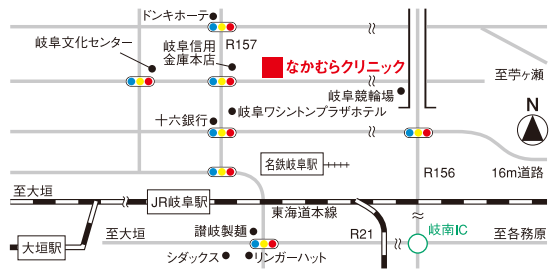 ドンキホーテ
岐阜文化センター
岐阜信用
金庫本店
R157
なかむらクリニック
至芋ヶ瀬
岐阜競輪場
岐阜ワシントンプラザホテル
十六銀行
N
名鉄岐阜駅
R156
16m道路
至大垣
JR岐阜駅
東海道本線
大垣駅
至大垣
讃岐製麺
R21
岐南IC
至各務原
シダックス
リンガーハット